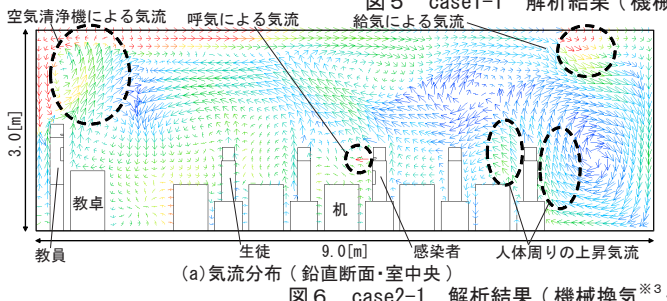 図5 case1-1 解析結果(機械
空気清浄機による気流
呼気による気流
給気による気流
3.0[m]
教卓
机
教員
生徒
9.0[m]
感染者
人体周りの上昇気流
(a)気流分布(鉛直断面・室中央)
図6 case2-1 解析結果(機械換気※3